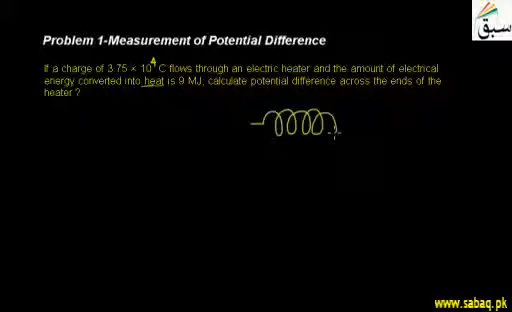 سبق
Problem 1-Measurement of Potential Difference
If a charge of 3.75 × 10⁴ C flows through an electric heater and the amount of electrical
energy converted into heat is 9 MJ, calculate potential difference across the ends of the
heater ?
www.sabaq.pk